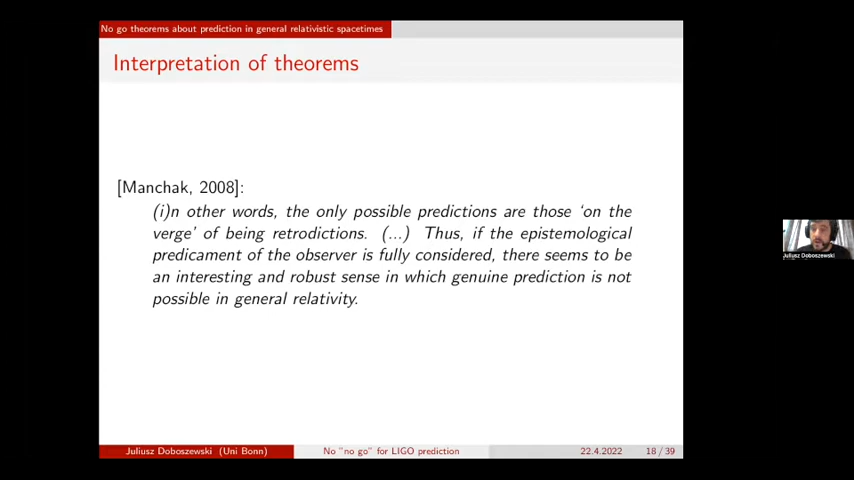 No go theorems about prediction in general relativistic spacetimes
Interpretation of theorems
[Manchak, 2008]:
(i)n other words, the only possible predictions are those ‘on the
verge’ of being retrodictions. (...) Thus, if the epistemological
predicament of the observer is fully considered, there seems to be
an interesting and robust sense in which genuine prediction is not
possible in general relativity.
Juliusz Doboszewski (Uni Bonn)
No "no go" for LIGO prediction
22.4.2022
18 / 39
Juliusz Doboszewski